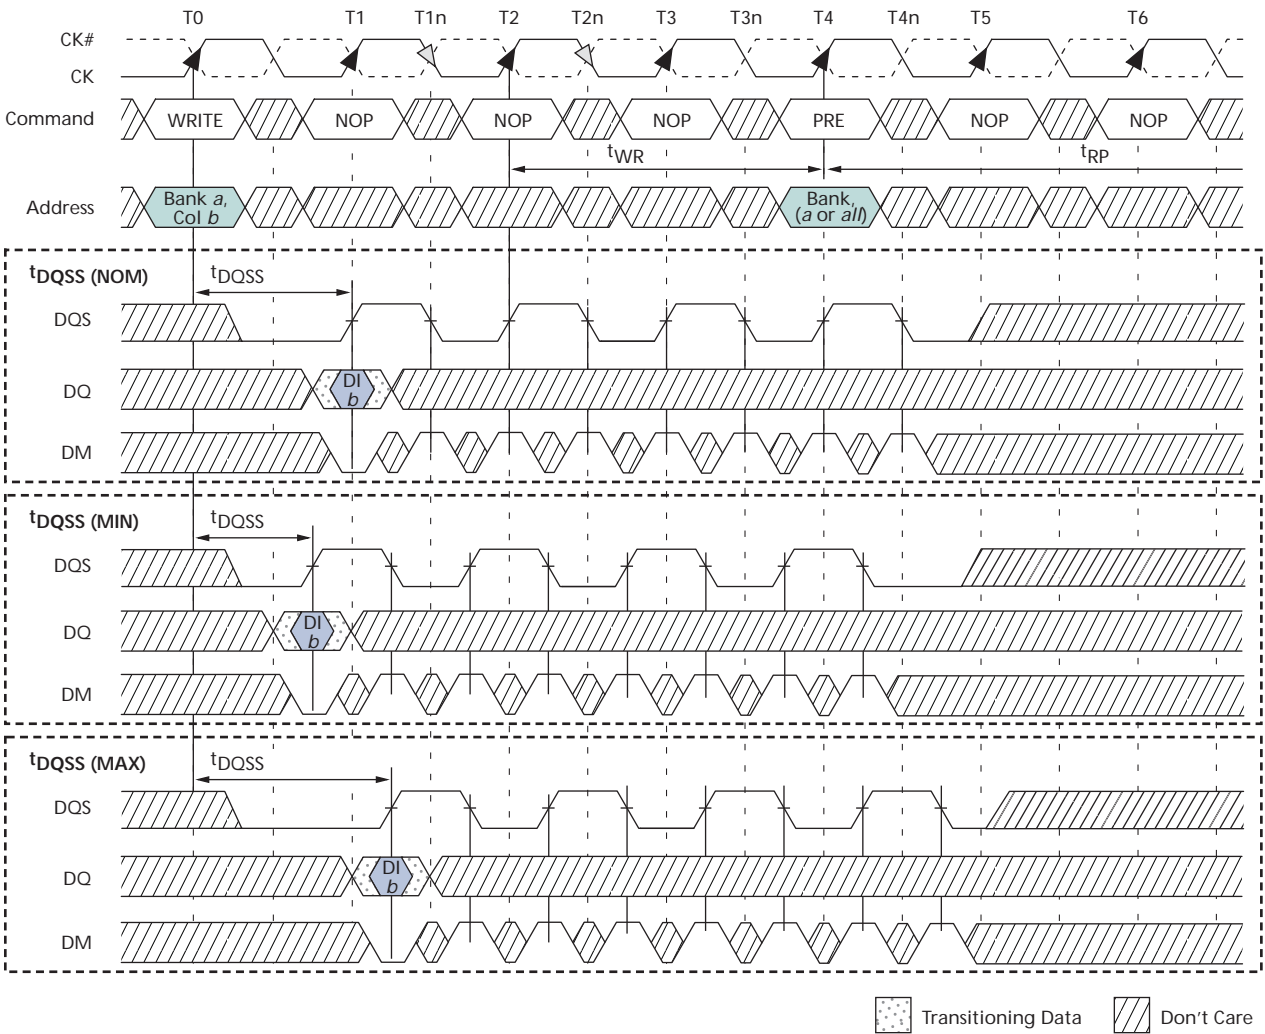 T0 T1 T1n T2 T2n T3 T3n T4 T4n T5 T6
CK#
CK
Command WRITE NOP NOP NOP PRE NOP NOP
tWR tRP
Address Bank a, Col b Bank, (a or all)
tDQSS (NOM) tDQSS
DQS
DQ DI b
DM
tDQSS (MIN) tDQSS
DQS
DQ DI b
DM
tDQSS (MAX) tDQSS
DQS
DQ DI b
DM
Transitioning Data Don't Care